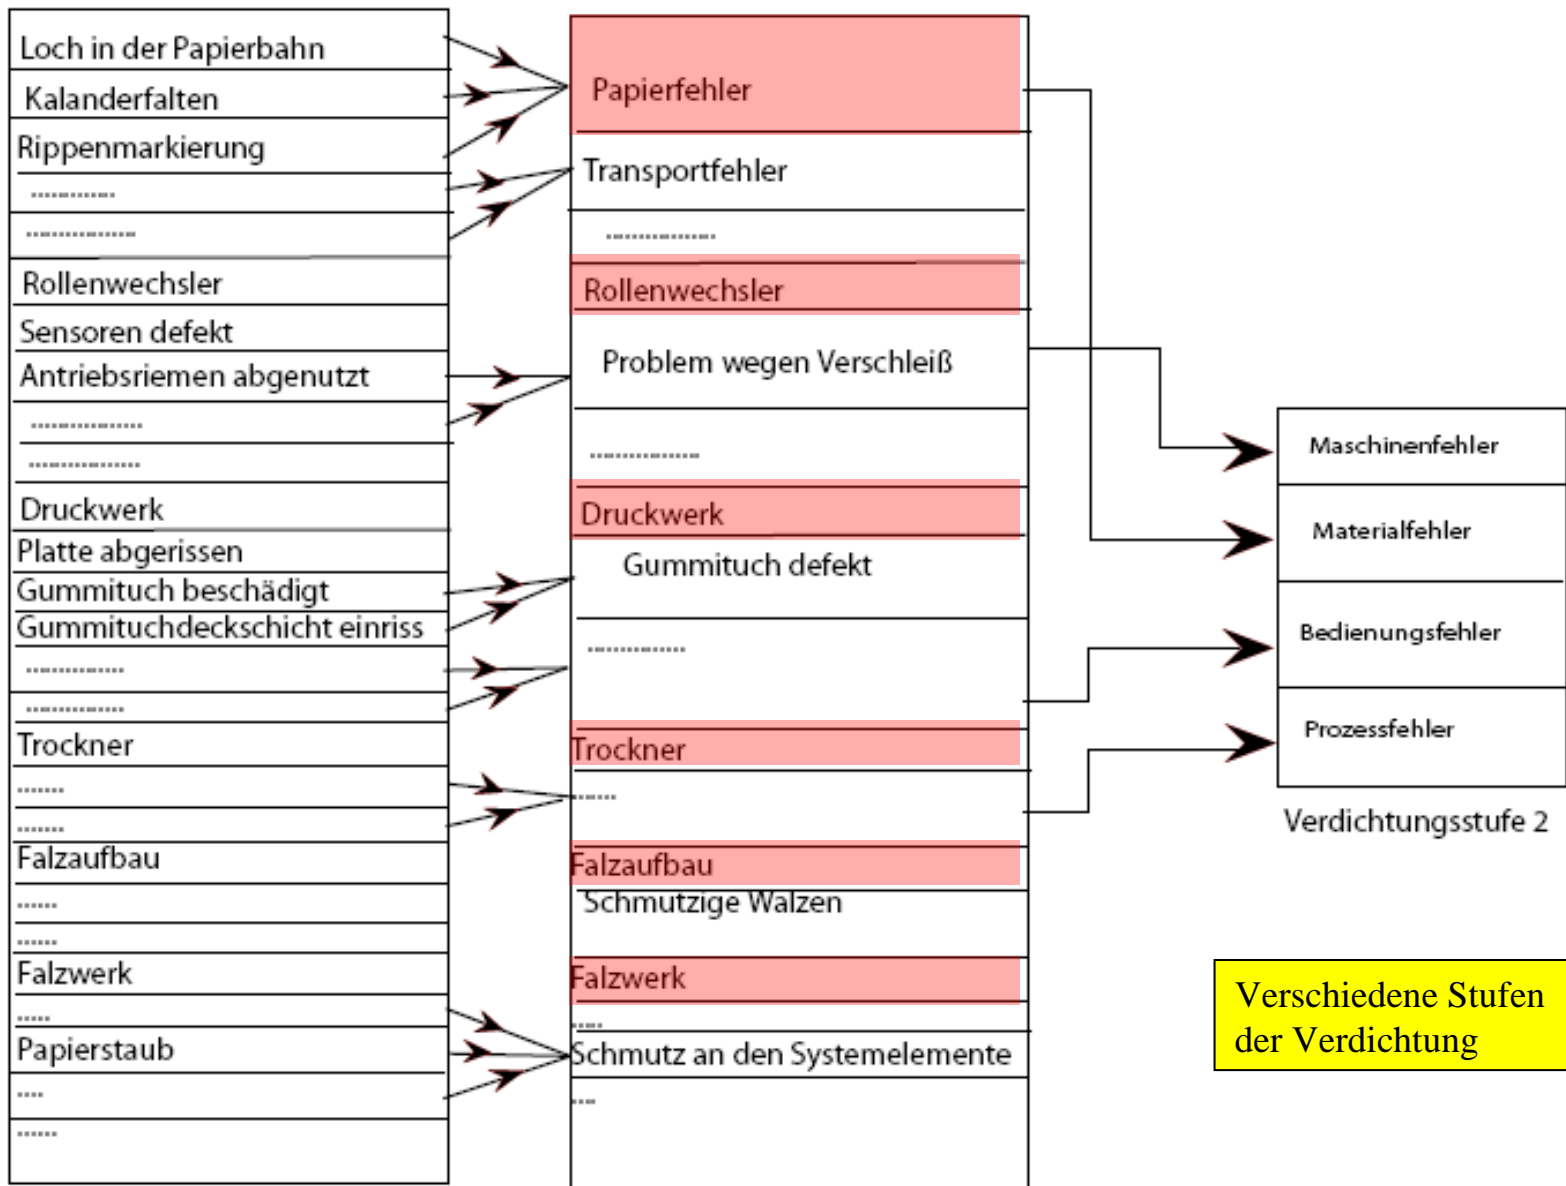 Loch in der Papierbahn
Kalanderfalten
Rippenmarkierung
.............
.................
Rollenwechsler
Sensoren defekt
Antriebsriemen abgenutzt
.................
.................
Druckwerk
Platte abgerissen
Gummituch beschädigt
Gummituchdeckschicht einriss
...............
...............
Trockner
.......
.......
Falzaufbau
......
......
Falzwerk
.....
Papierstaub
....
......
Papierfehler
Transportfehler
.................
Rollenwechsler
Problem wegen Verschleiß
.................
Druckwerk
Gummituch defekt
...............
Trockner
.......
Falzaufbau
Schmutzige Walzen
Falzwerk
.....
Schmutz an den Systemelemente
....
Maschinenfehler
Materialfehler
Bedienungsfehler
Prozessfehler
Verdichtungsstufe 2
Verschiedene Stufen
der Verdichtung